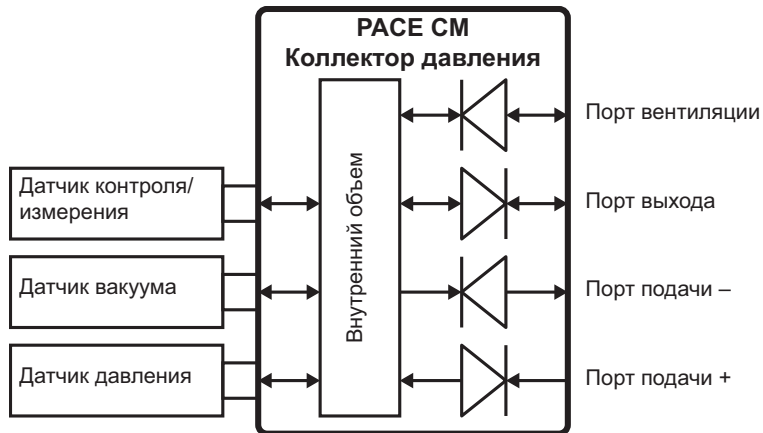 PACE CM
Коллектор давления
Порт вентиляции
Датчик контроля/
измерения
Внутренний объем
Порт выхода
Датчик вакуума
Порт подачи –
Датчик давления
Порт подачи +